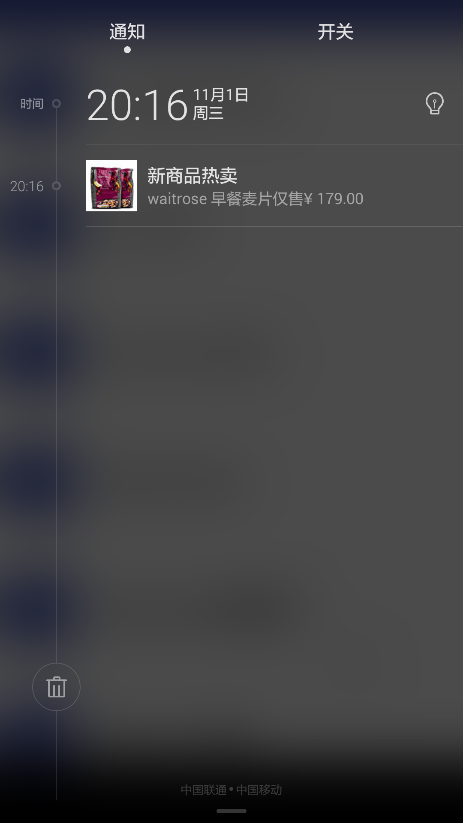 通知
开关
时间
20:16
11月1日
周三
20:16
新商品热卖
waitrose 早餐麦片仅售¥ 179.00
中国联通•中国移动